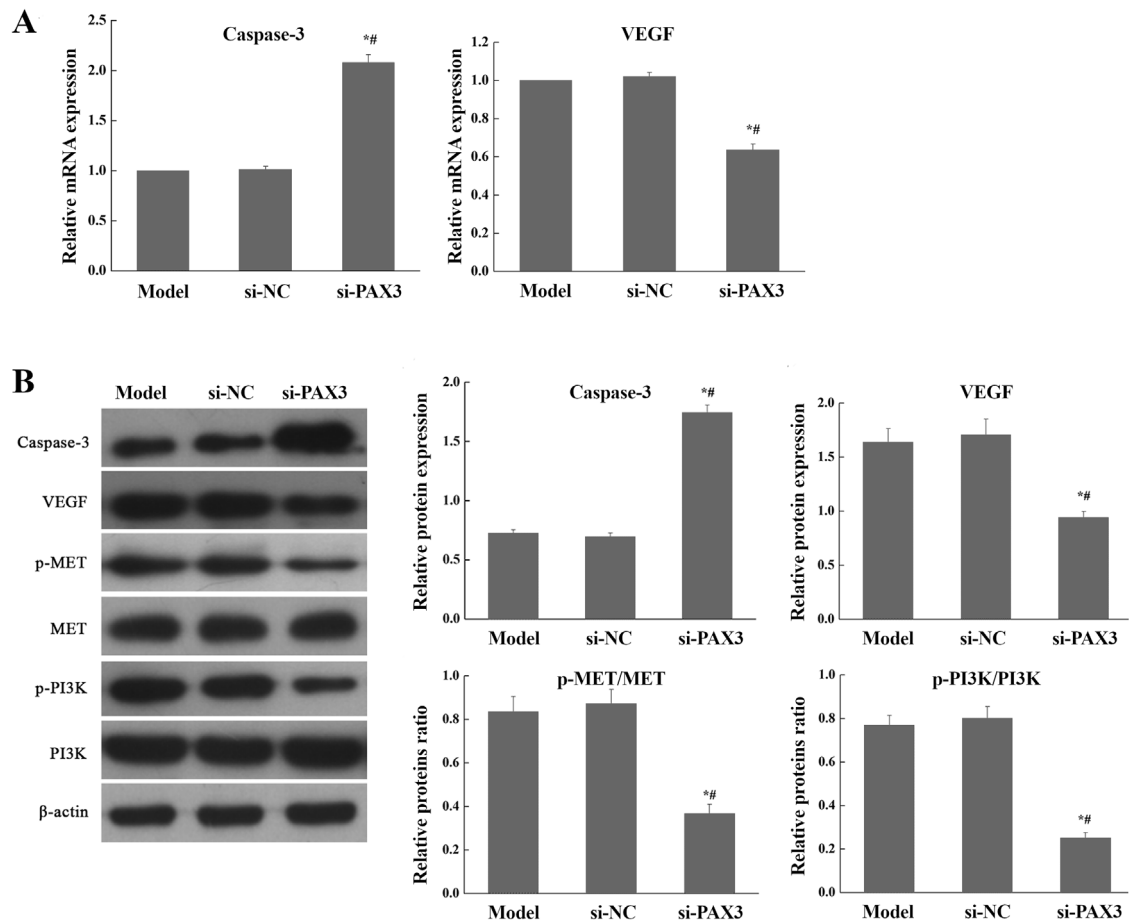 A
Caspase-3
Relative mRNA expression
2.5
2.0
1.5
1.0
0.5
0.0
*#
Model si-NC si-PAX3
VEGF
Relative mRNA expression
1.2
1.0
0.8
0.6
0.4
0.2
0.0
*#
Model si-NC si-PAX3
B
Model si-NC si-PAX3
Caspase-3
VEGF
p-MET
MET
p-PI3K
PI3K
β-actin
Caspase-3
Relative protein expression
2.0
1.5
1.0
0.5
0.0
*#
Model si-NC si-PAX3
VEGF
Relative protein expression
2.0
1.5
1.0
1.0
0.0
*#
Model si-NC si-PAX3
p-MET/MET
Relative proteins ratio
1.0
0.8
0.6
0.4
0.2
0.0
*#
Model si-NC si-PAX3
p-PI3K/PI3K
Relative proteins ratio
1.0
0.8
0.6
0.4
0.2
0.0
*#
Model si-NC si-PAX3